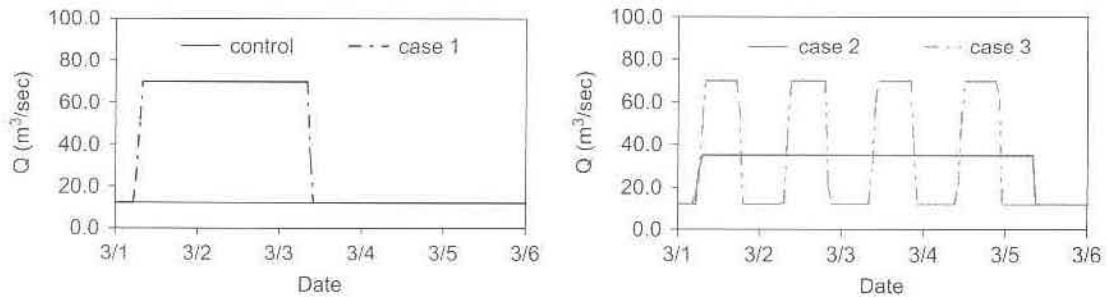 100.0
80.0
60.0
40.0
20.0
0.0
Q (m³/sec)
control
case 1
3/1 3/2 3/3 3/4 3/5 3/6
Date
100.0
80.0
60.0
40.0
20.0
0.0
Q (m³/sec)
case 2
case 3
3/1 3/2 3/3 3/4 3/5 3/6
Date